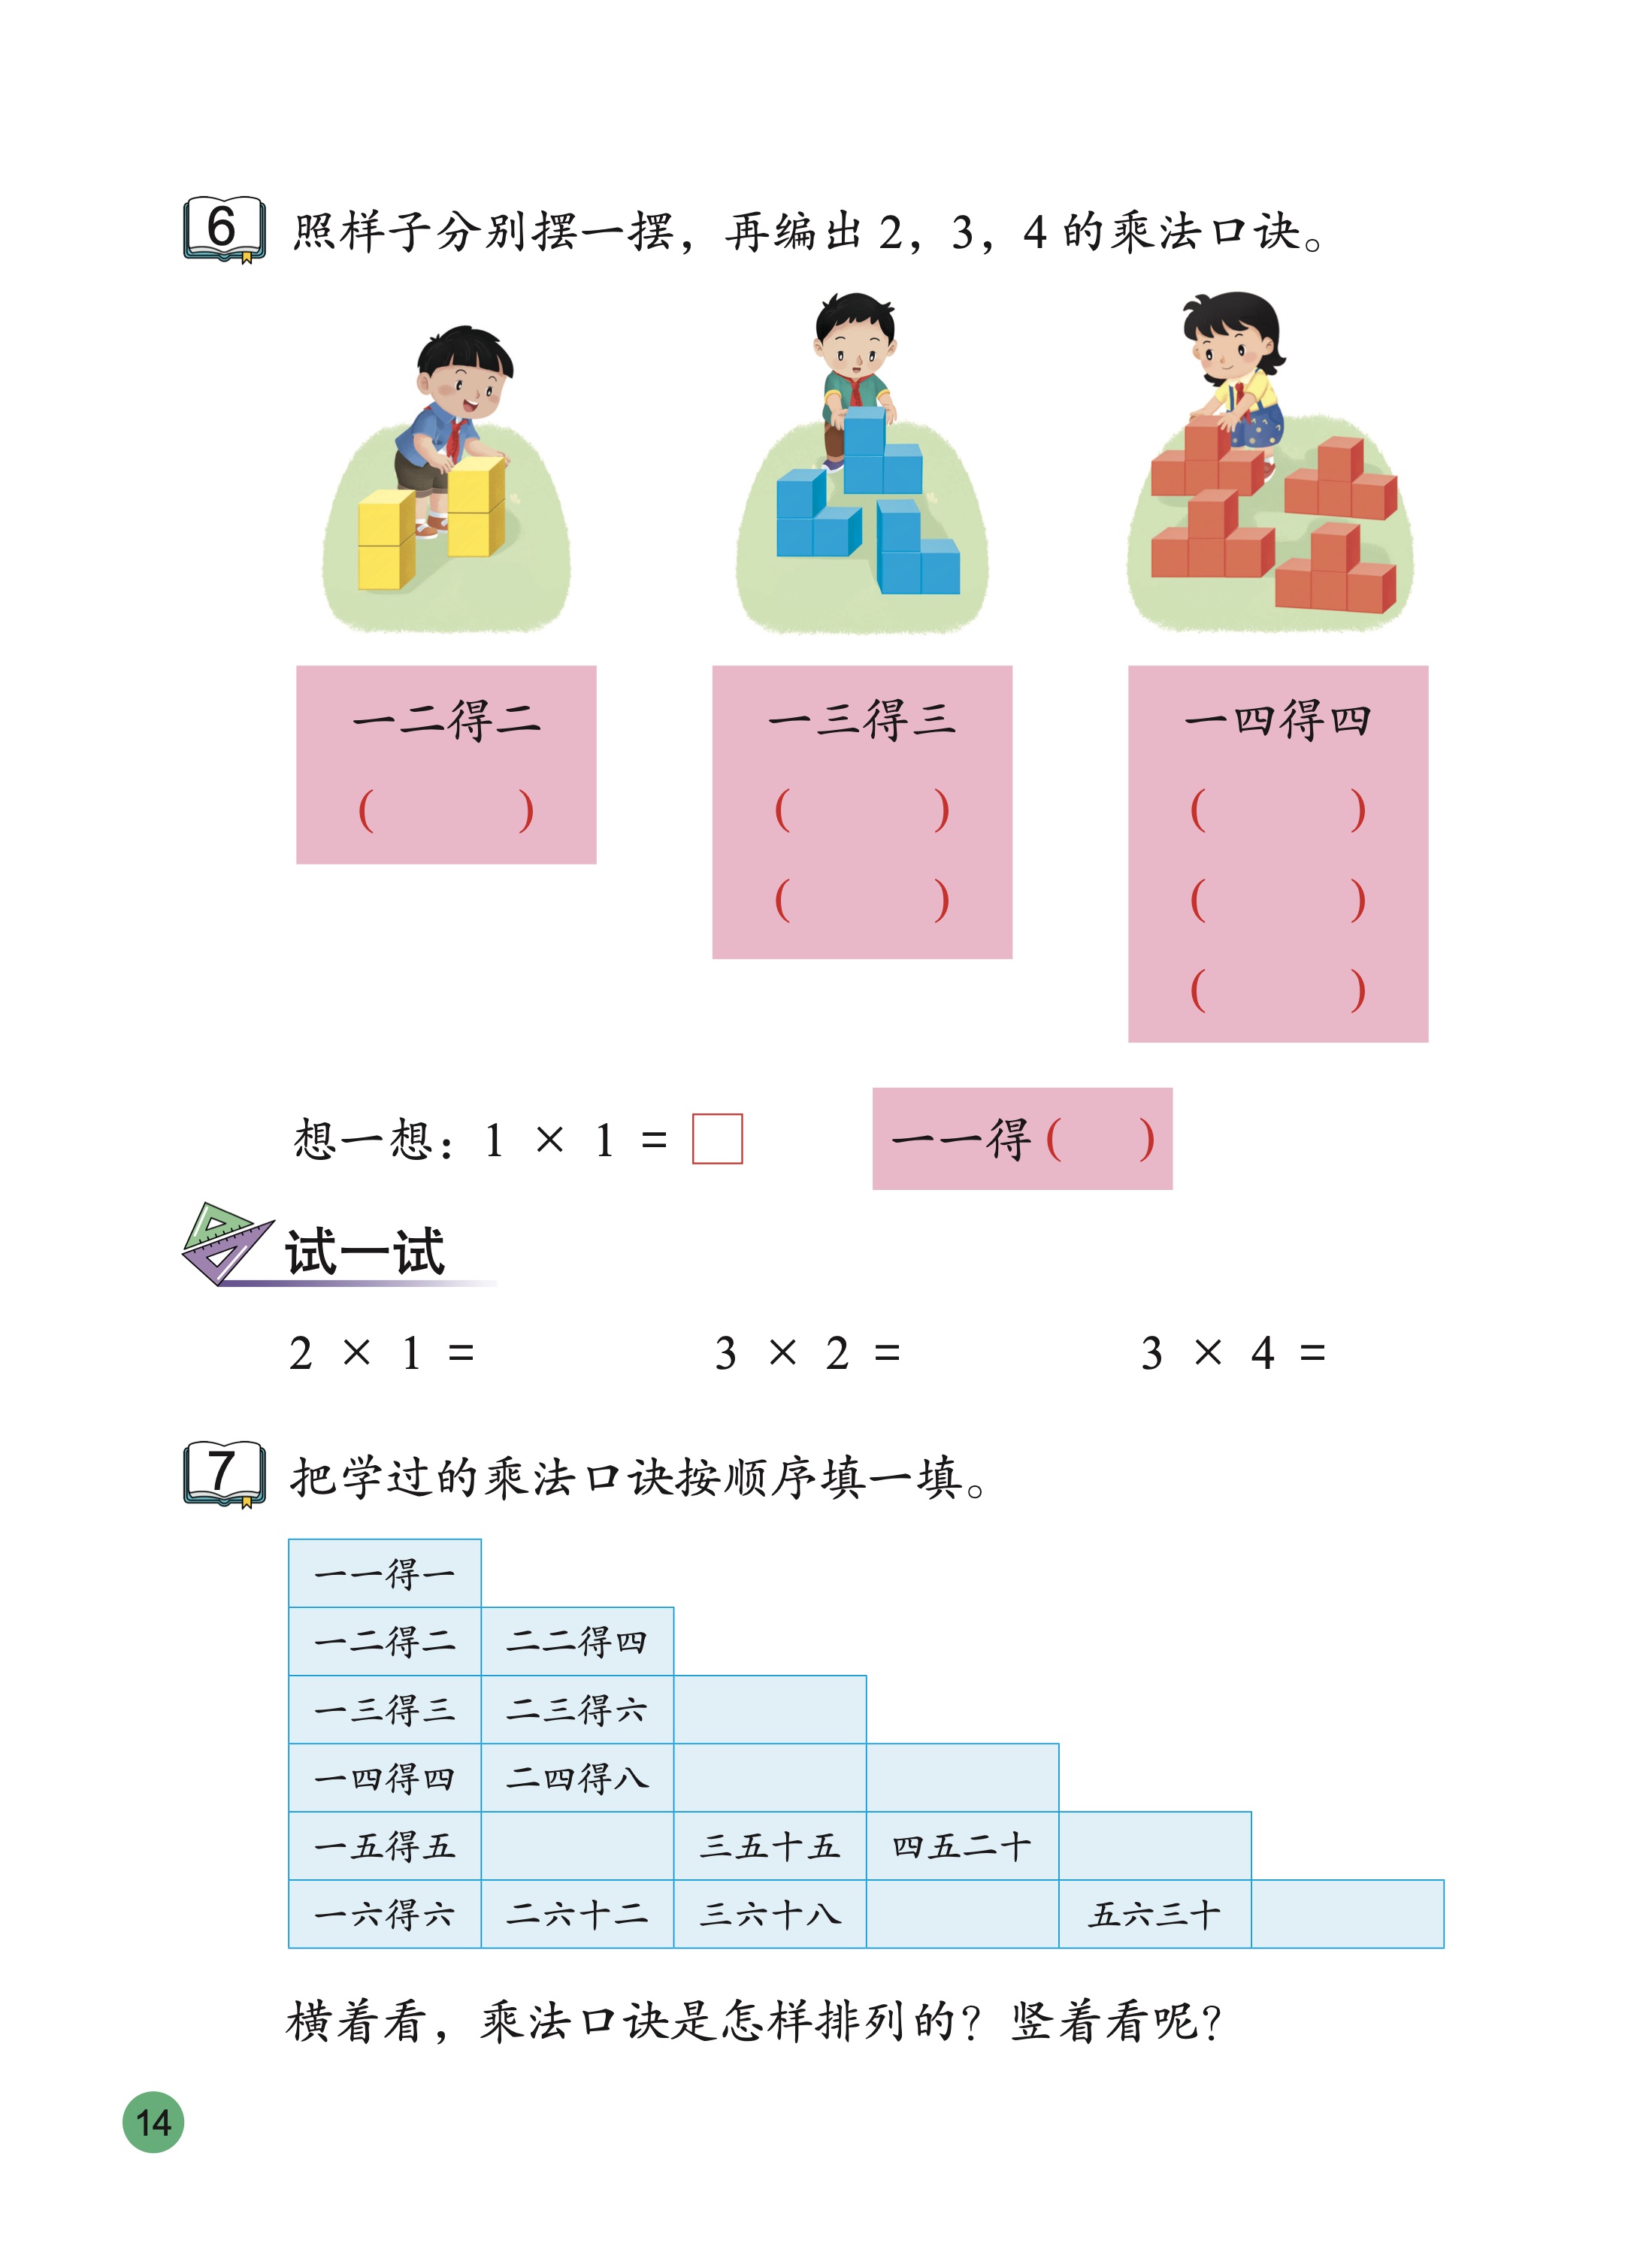 6 照样子分别摆一摆，再编出 2，3，4 的乘法口诀。
一二得二 一三得三 一四得四
（ ） （ ） （ ）
（ ） （ ）
（ ）
想一想：1 × 1 = □ 一一得（ ）
试一试
2 × 1 = 3 × 2 = 3 × 4 =
7 把学过的乘法口诀按顺序填一填。
一一得一
一二得二 二二得四
一三得三 二三得六
一四得四 二四得八
一五得五 三五十五 四五二十
一六得六 二六十二 三六十八 五六三十
横着看，乘法口诀是怎样排列的？竖着看呢？
14